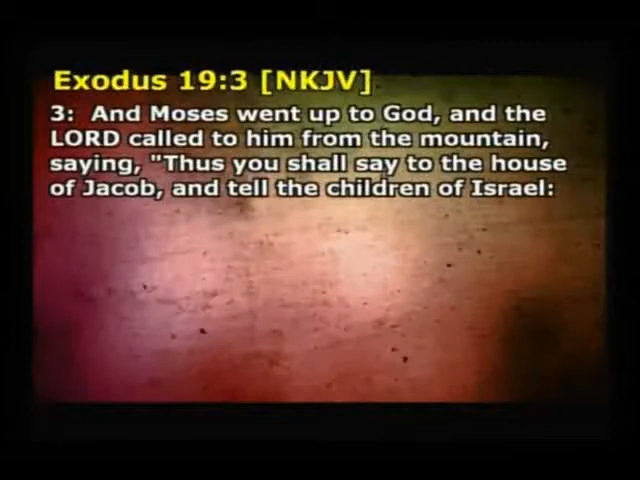 Exodus 19:3 [NKJV]
3:  And Moses went up to God, and the
LORD called to him from the mountain,
saying, "Thus you shall say to the house
of Jacob, and tell the children of Israel: